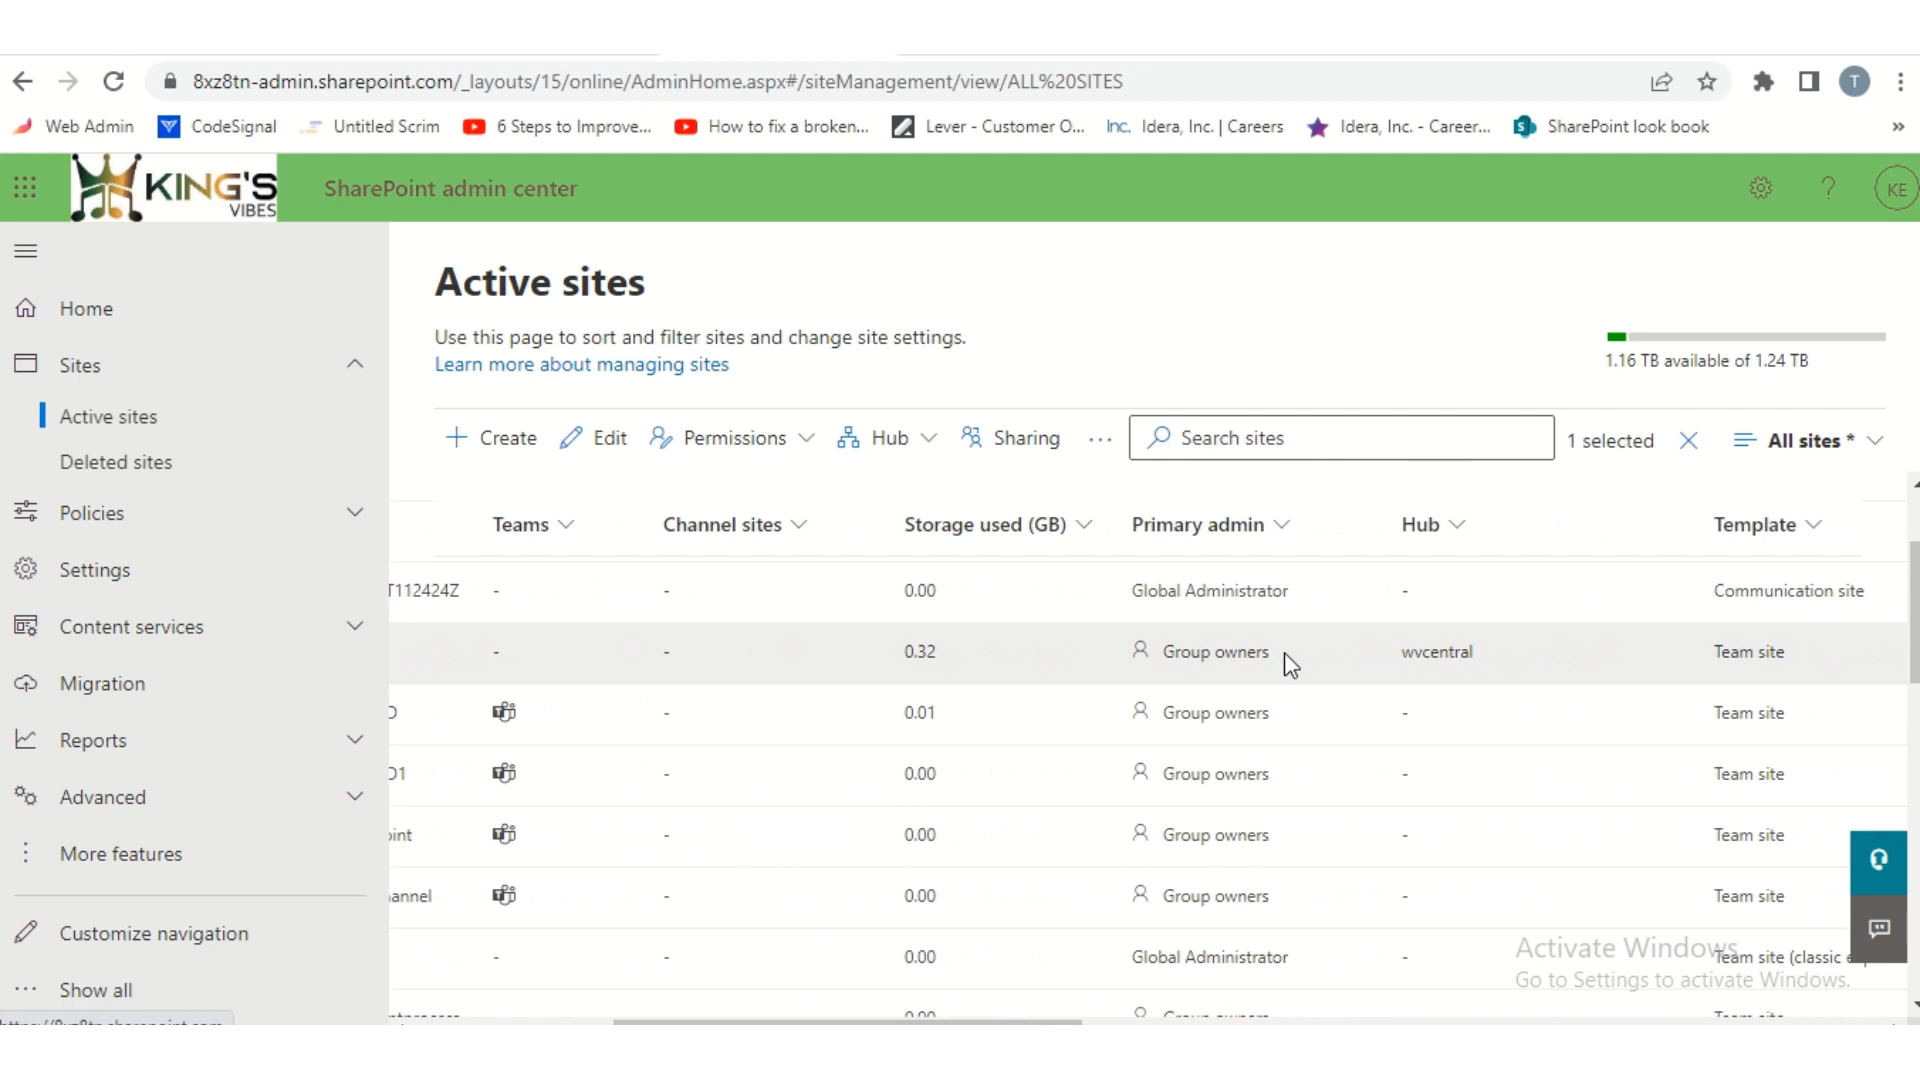 8xz8tn-admin.sharepoint.com/_layouts/15/online/AdminHome.aspx#/siteManagement/view/ALL%20SITES
T
Web Admin CodeSignal Untitled Scrim 6 Steps to Improve... How to fix a broken... Lever - Customer O... Inc. Idera, Inc. | Careers Idera, Inc. - Career... SharePoint look book »
KING'S
VIBES
SharePoint admin center
? KE
Home
Sites
Active sites
Deleted sites
Policies
Settings
Content services
Migration
Reports
Advanced
More features
Customize navigation
Show all
Active sites
Use this page to sort and filter sites and change site settings.
Learn more about managing sites
1.16 TB available of 1.24 TB
Create Edit Permissions Hub Sharing ... Search sites 1 selected All sites *
Teams Channel sites Storage used (GB) Primary admin Hub Template
T112424Z - - 0.00 Global Administrator - Communication site
- - 0.32 Group owners wvcentral Team site
- 0.01 Group owners - Team site
- 0.00 Group owners - Team site
- 0.00 Group owners - Team site
- 0.00 Group owners - Team site
- - 0.00 Global Administrator - Team site (classic
Activate Windows
Go to Settings to activate Windows.